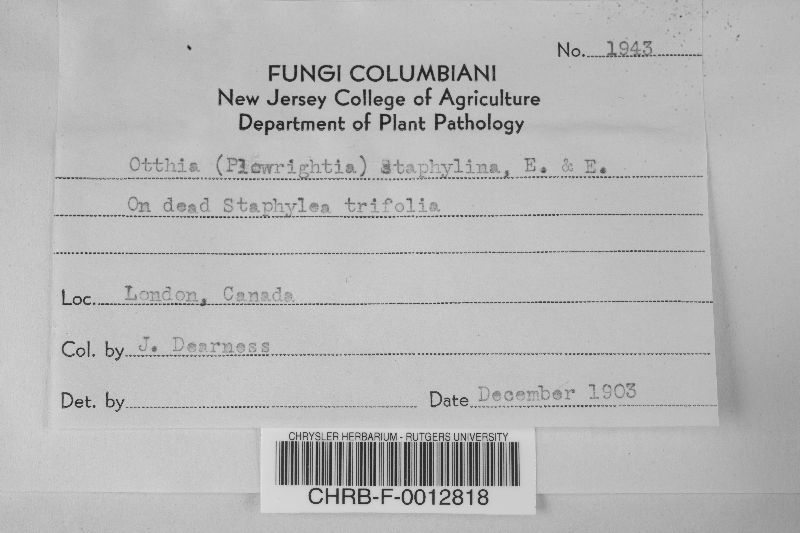 No. 1943
FUNGI COLUMBIANI
New Jersey College of Agriculture
Department of Plant Pathology
Otthia (Plowrightia) Staphylina, E. & E.
On dead Staphylea trifolia
Loc. London, Canada
Col. by J. Dearness
Det. by
Date December 1903
CHRYSLER HERBARIUM - RUTGERS UNIVERSITY
CHRB-F-0012818